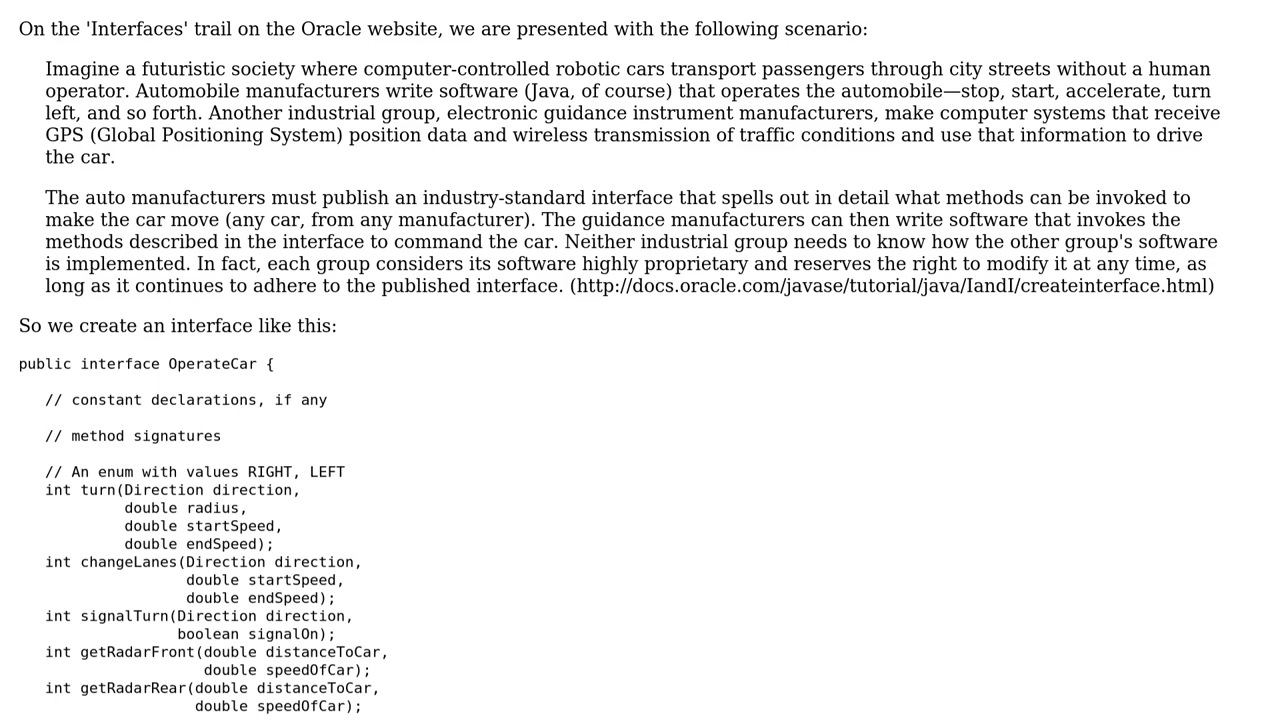 On the 'Interfaces' trail on the Oracle website, we are presented with the following scenario:
Imagine a futuristic society where computer-controlled robotic cars transport passengers through city streets without a human
operator. Automobile manufacturers write software (Java, of course) that operates the automobile—stop, start, accelerate, turn
left, and so forth. Another industrial group, electronic guidance instrument manufacturers, make computer systems that receive
GPS (Global Positioning System) position data and wireless transmission of traffic conditions and use that information to drive
the car.
The auto manufacturers must publish an industry-standard interface that spells out in detail what methods can be invoked to
make the car move (any car, from any manufacturer). The guidance manufacturers can then write software that invokes the
methods described in the interface to command the car. Neither industrial group needs to know how the other group's software
is implemented. In fact, each group considers its software highly proprietary and reserves the right to modify it at any time, as
long as it continues to adhere to the published interface. (http://docs.oracle.com/javase/tutorial/java/IandI/createinterface.html)
So we create an interface like this:
public interface OperateCar {
// constant declarations, if any
// method signatures
// An enum with values RIGHT, LEFT
int turn(Direction direction,
double radius,
double startSpeed,
double endSpeed);
int changeLanes(Direction direction,
double startSpeed,
double endSpeed);
int signalTurn(Direction direction,
boolean signalOn);
int getRadarFront(double distanceToCar,
double speedOfCar);
int getRadarRear(double distanceToCar,
double speedOfCar);